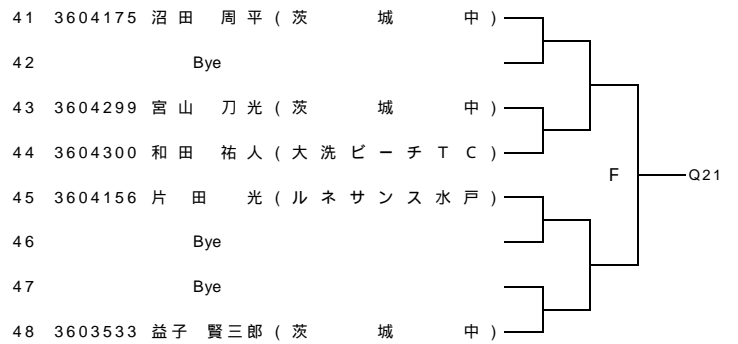 41 3604175 沼田 周平 (茨 城 中)
42 Bye
43 3604299 宮山 刀光 (茨 城 中)
44 3604300 和田 祐人 (大洗ビーチTC)
45 3604156 片田 光 (ルネサンス水戸)
F Q21
46 Bye
47 Bye
48 3603533 益子 賢三郎 (茨 城 中)